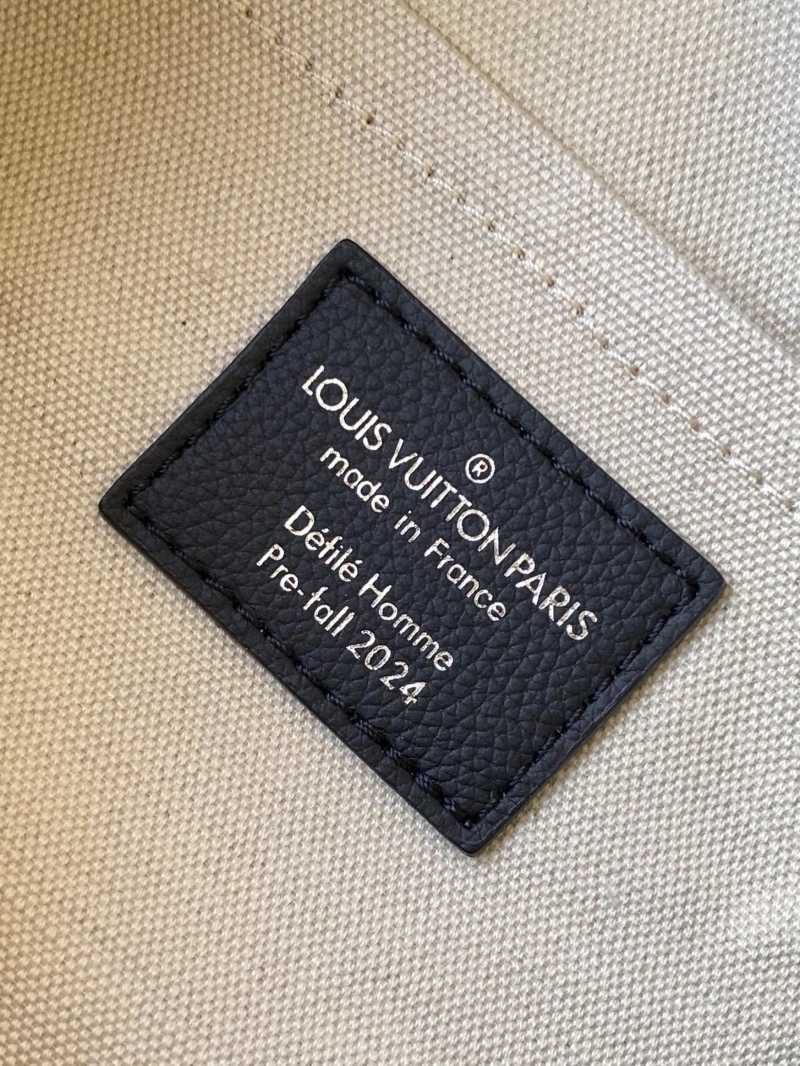 LOUIS VUITTON PARIS
®
made in France
Défilé Homme
Pre-fall 2024